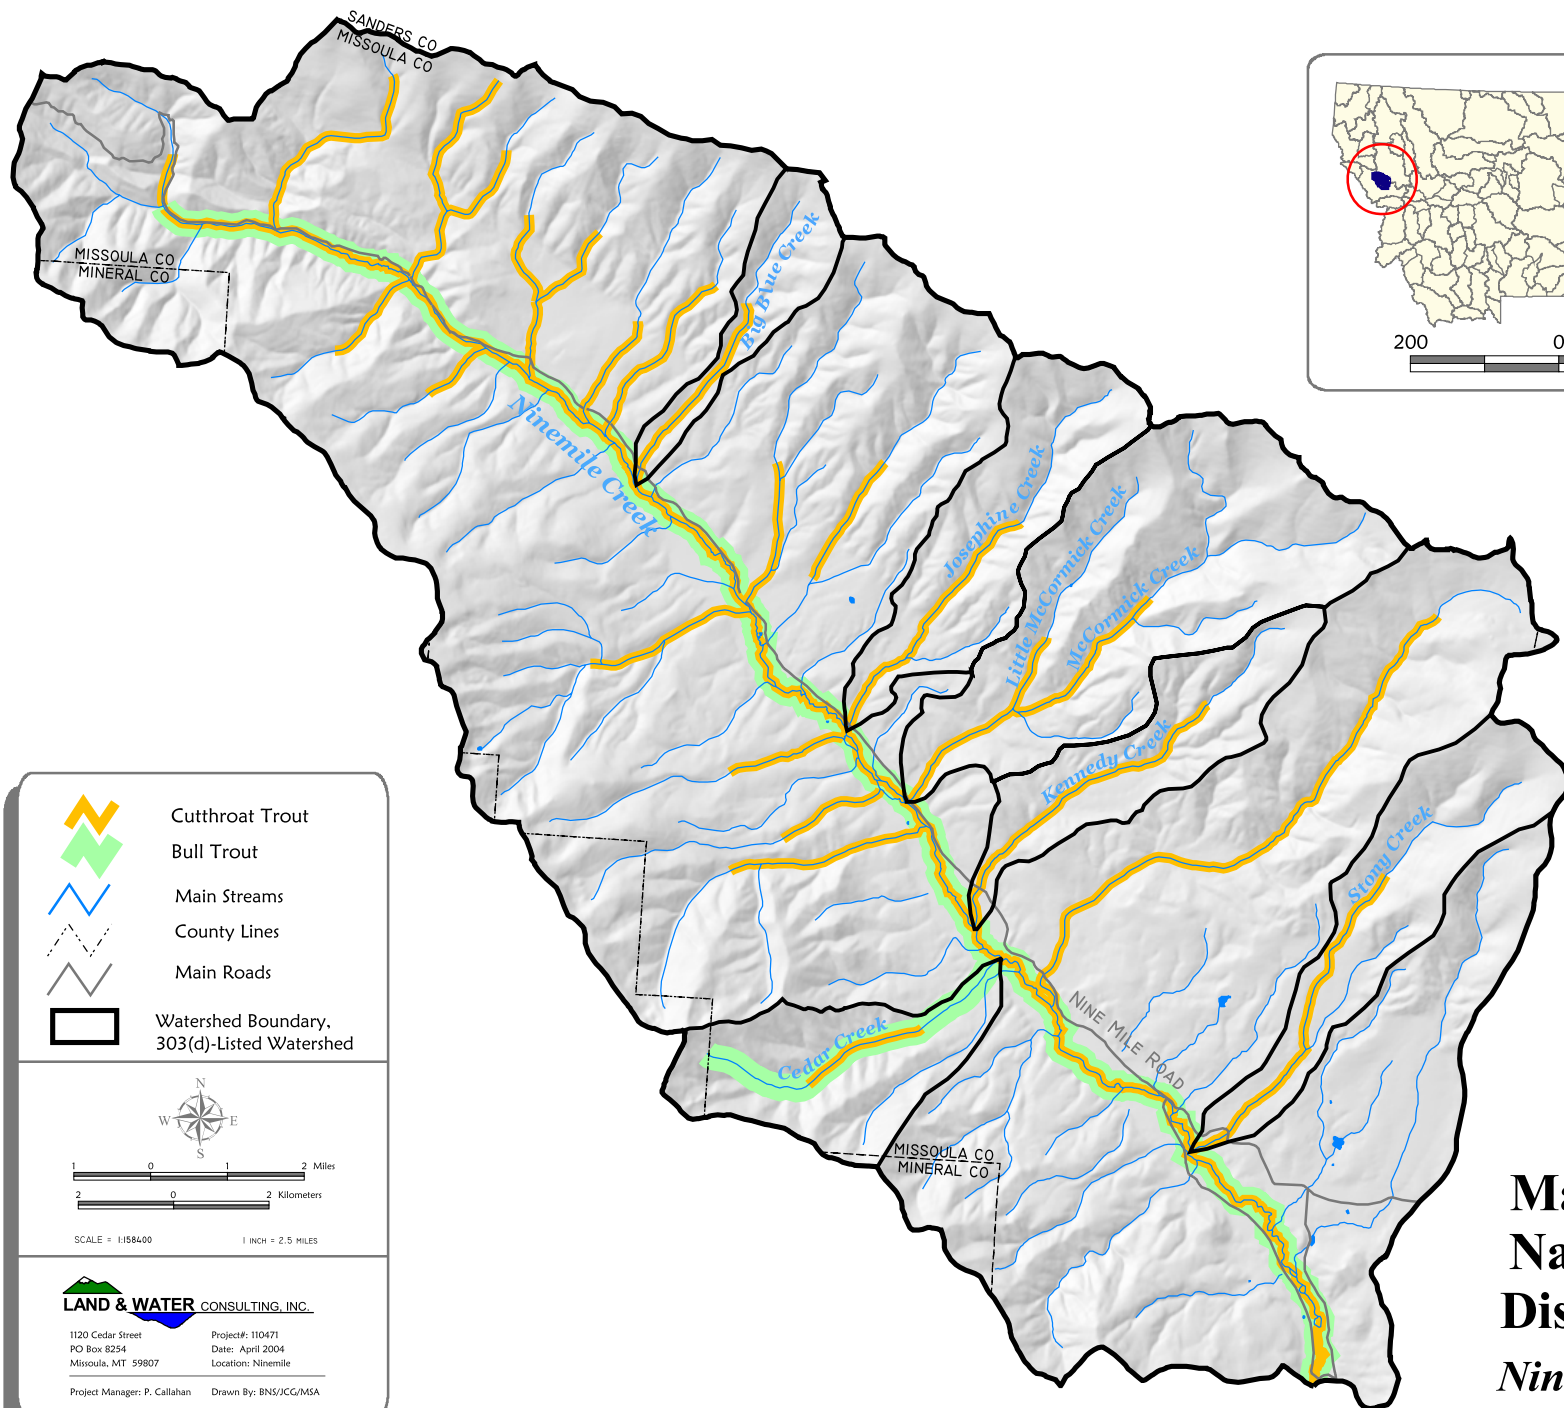 SANDERS CO
MISSOULA CO
MISSOULA CO
MINERAL CO
Big Blue Creek
Ninemile Creek
Josephine Creek
Little McCormick Creek
McCormick Creek
Kennedy Creek
Stony Creek
Cedar Creek
NINE MILE ROAD
MISSOULA CO
MINERAL CO
200 0
Cutthroat Trout
Bull Trout
Main Streams
County Lines
Main Roads
Watershed Boundary,
303(d)-Listed Watershed
N
W E
S
1 0 1 2 Miles
2 0 2 Kilometers
SCALE = 1:158400 1 INCH = 2.5 MILES
LAND & WATER CONSULTING, INC.
1120 Cedar Street Project#: 110471
PO Box 8254 Date: April 2004
Missoula, MT 59807 Location: Ninemile
Project Manager: P. Callahan Drawn By: BNS/JCG/MSA